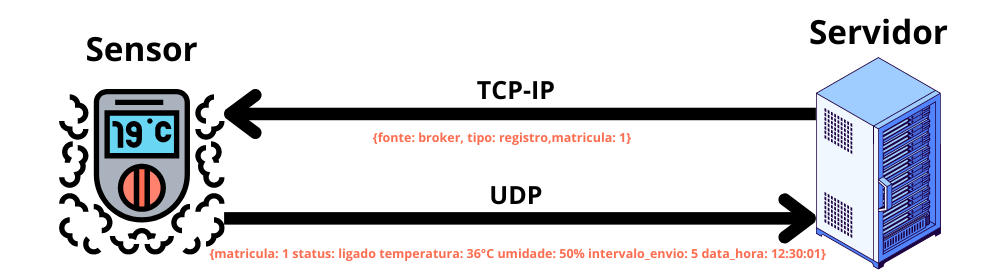 Sensor
Servidor
TCP-IP
19°C
{fonte: broker, tipo: registro,matricula: 1}
UDP
{matricula: 1 status: ligado temperatura: 36°C umidade: 50% intervalo_envio: 5 data_hora: 12:30:01}